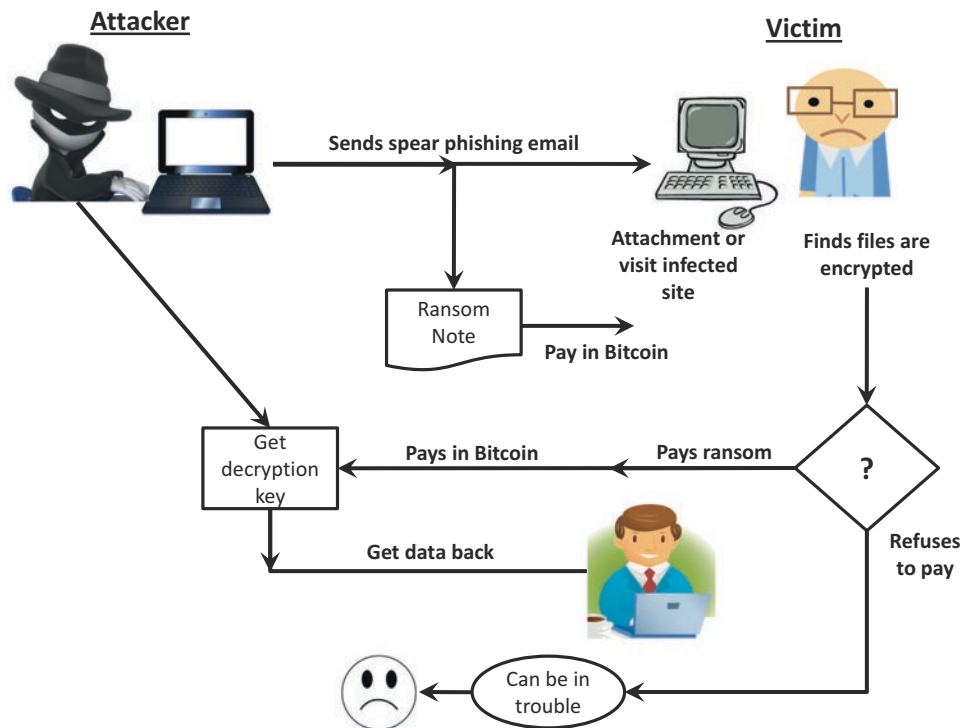 Attacker
Victim
Sends spear phishing email
Attachment or
visit infected
site
Finds files are
encrypted
Ransom
Note
Pay in Bitcoin
Get
decryption
key
Pays in Bitcoin
Pays ransom
?
Get data back
Refuses
to pay
Can be in
trouble